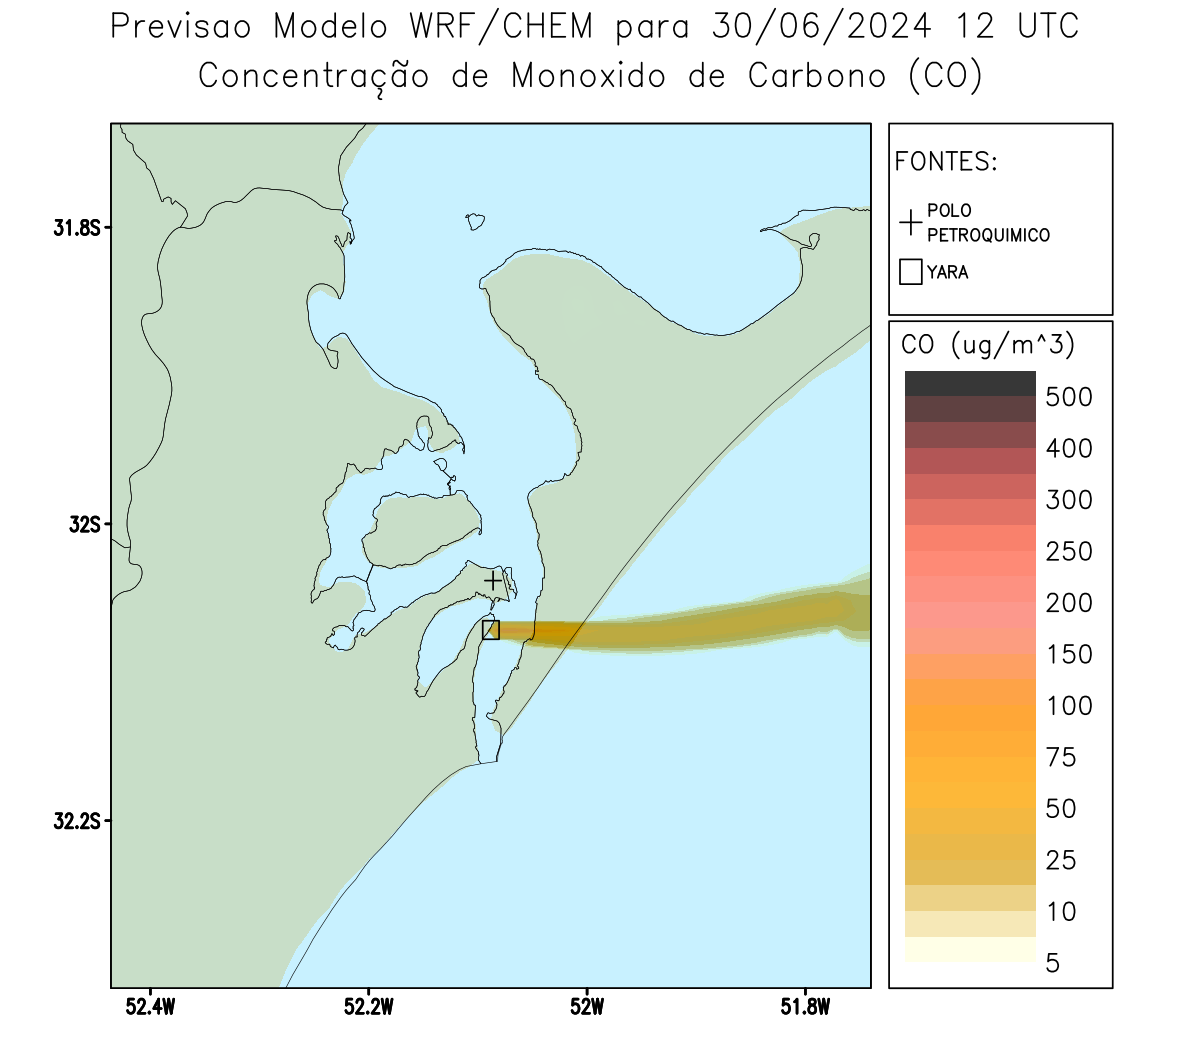 Previsao Modelo WRF/CHEM para 30/06/2024 12 UTC
Concentração de Monoxido de Carbono (CO)
FONTES:
POLO
PETROQUIMICO
YARA
CO (ug/m^3)
500
400
300
250
200
150
100
75
50
25
10
5
31.8S
32S
32.2S
52.4W
52.2W
52W
51.8W